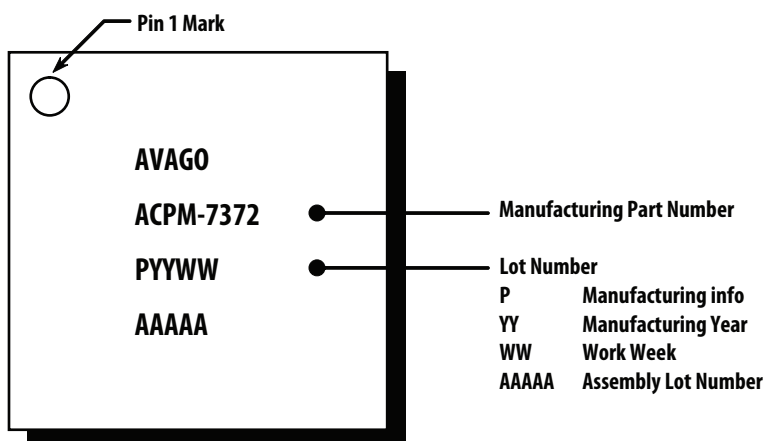 Pin 1 Mark
AVAGO
ACPM-7372
PYYWW
AAAAA
Manufacturing Part Number
Lot Number
P Manufacturing info
YY Manufacturing Year
WW Work Week
AAAAA Assembly Lot Number